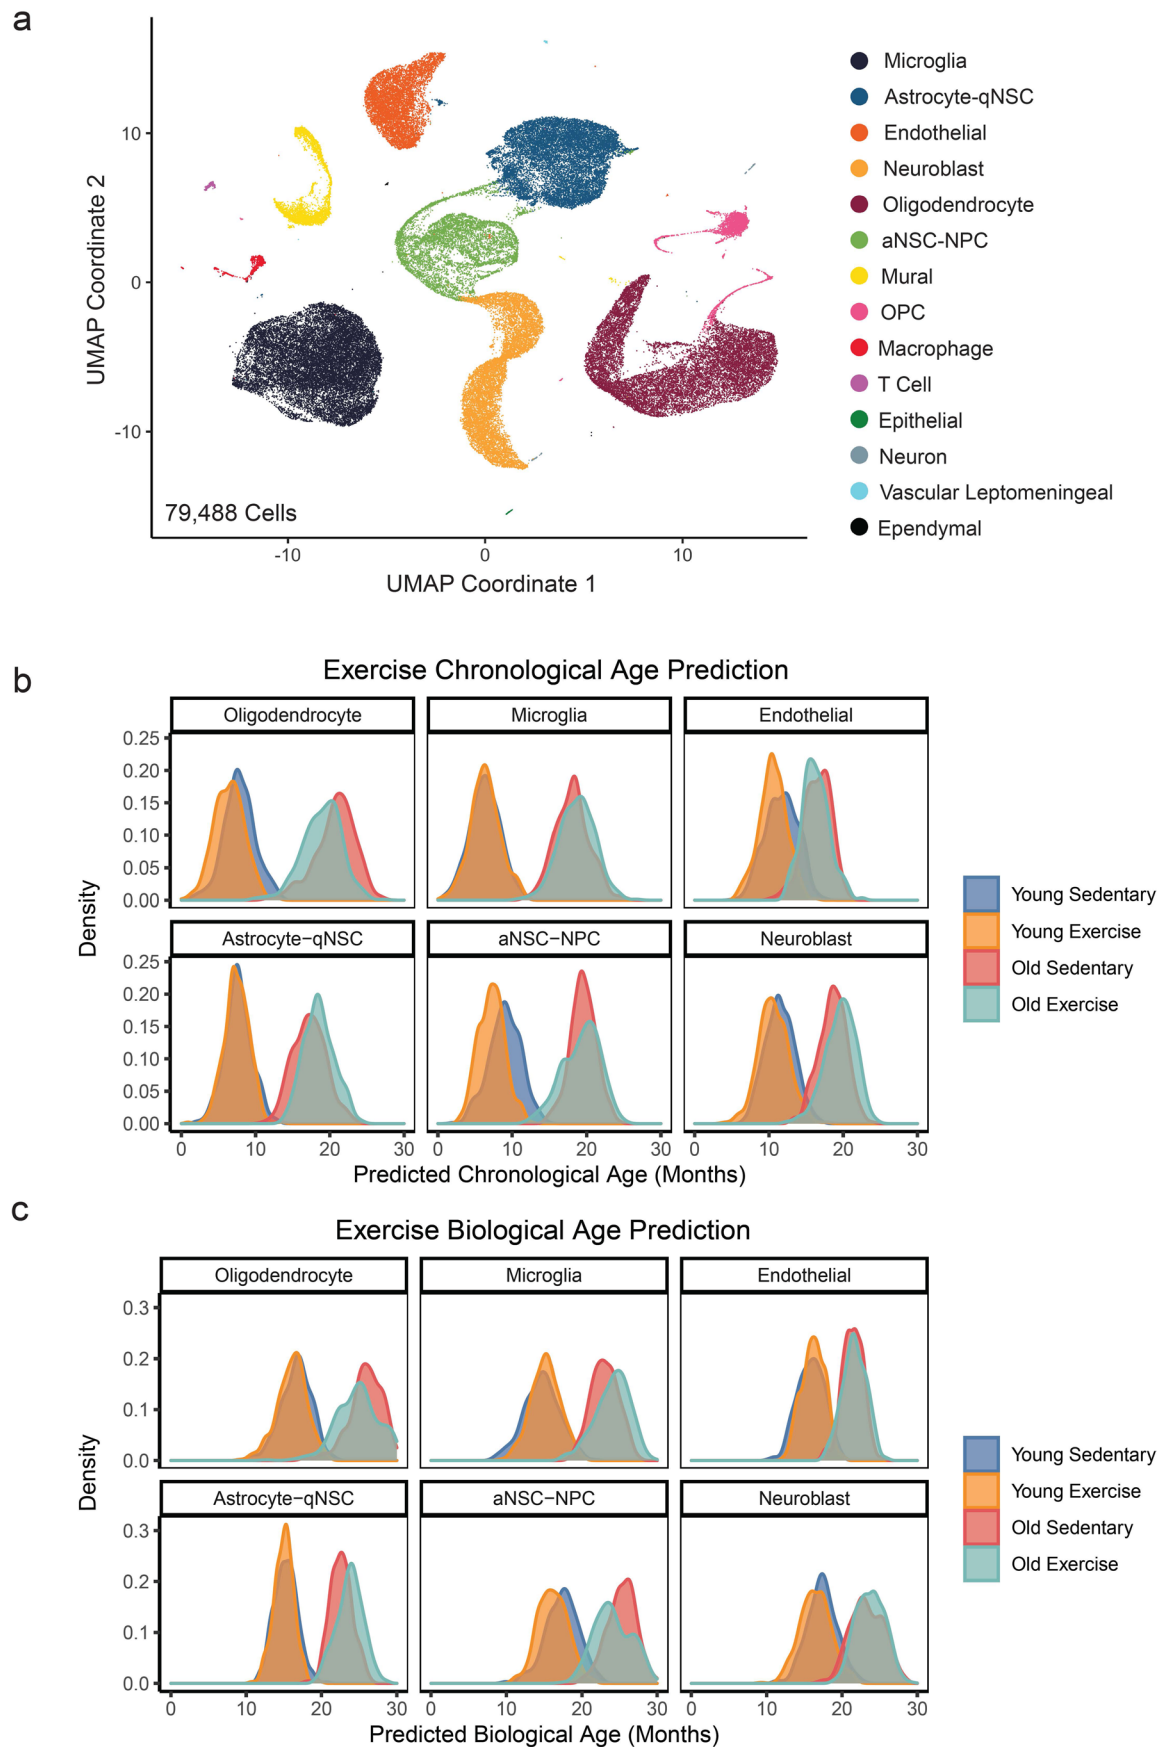 a
UMAP Coordinate 2
10
0
-10
79,488 Cells
-10
0
10
UMAP Coordinate 1
Microglia
Astrocyte-qNSC
Endothelial
Neuroblast
Oligodendrocyte
aNSC-NPC
Mural
OPC
Macrophage
T Cell
Epithelial
Neuron
Vascular Leptomeningeal
Ependymal
b
Exercise Chronological Age Prediction
Oligodendrocyte
Microglia
Endothelial
0.25
0.20
0.15
0.10
0.05
0.00
Density
Astrocyte−qNSC
aNSC−NPC
Neuroblast
0.25
0.20
0.15
0.10
0.05
0.00
0 10 20 30
0 10 20 30
0 10 20 30
Predicted Chronological Age (Months)
Young Sedentary
Young Exercise
Old Sedentary
Old Exercise
c
Exercise Biological Age Prediction
Oligodendrocyte
Microglia
Endothelial
0.3
0.2
0.1
0.0
Density
Astrocyte−qNSC
aNSC−NPC
Neuroblast
0.3
0.2
0.1
0.0
0 10 20 30
0 10 20 30
0 10 20 30
Predicted Biological Age (Months)
Young Sedentary
Young Exercise
Old Sedentary
Old Exercise